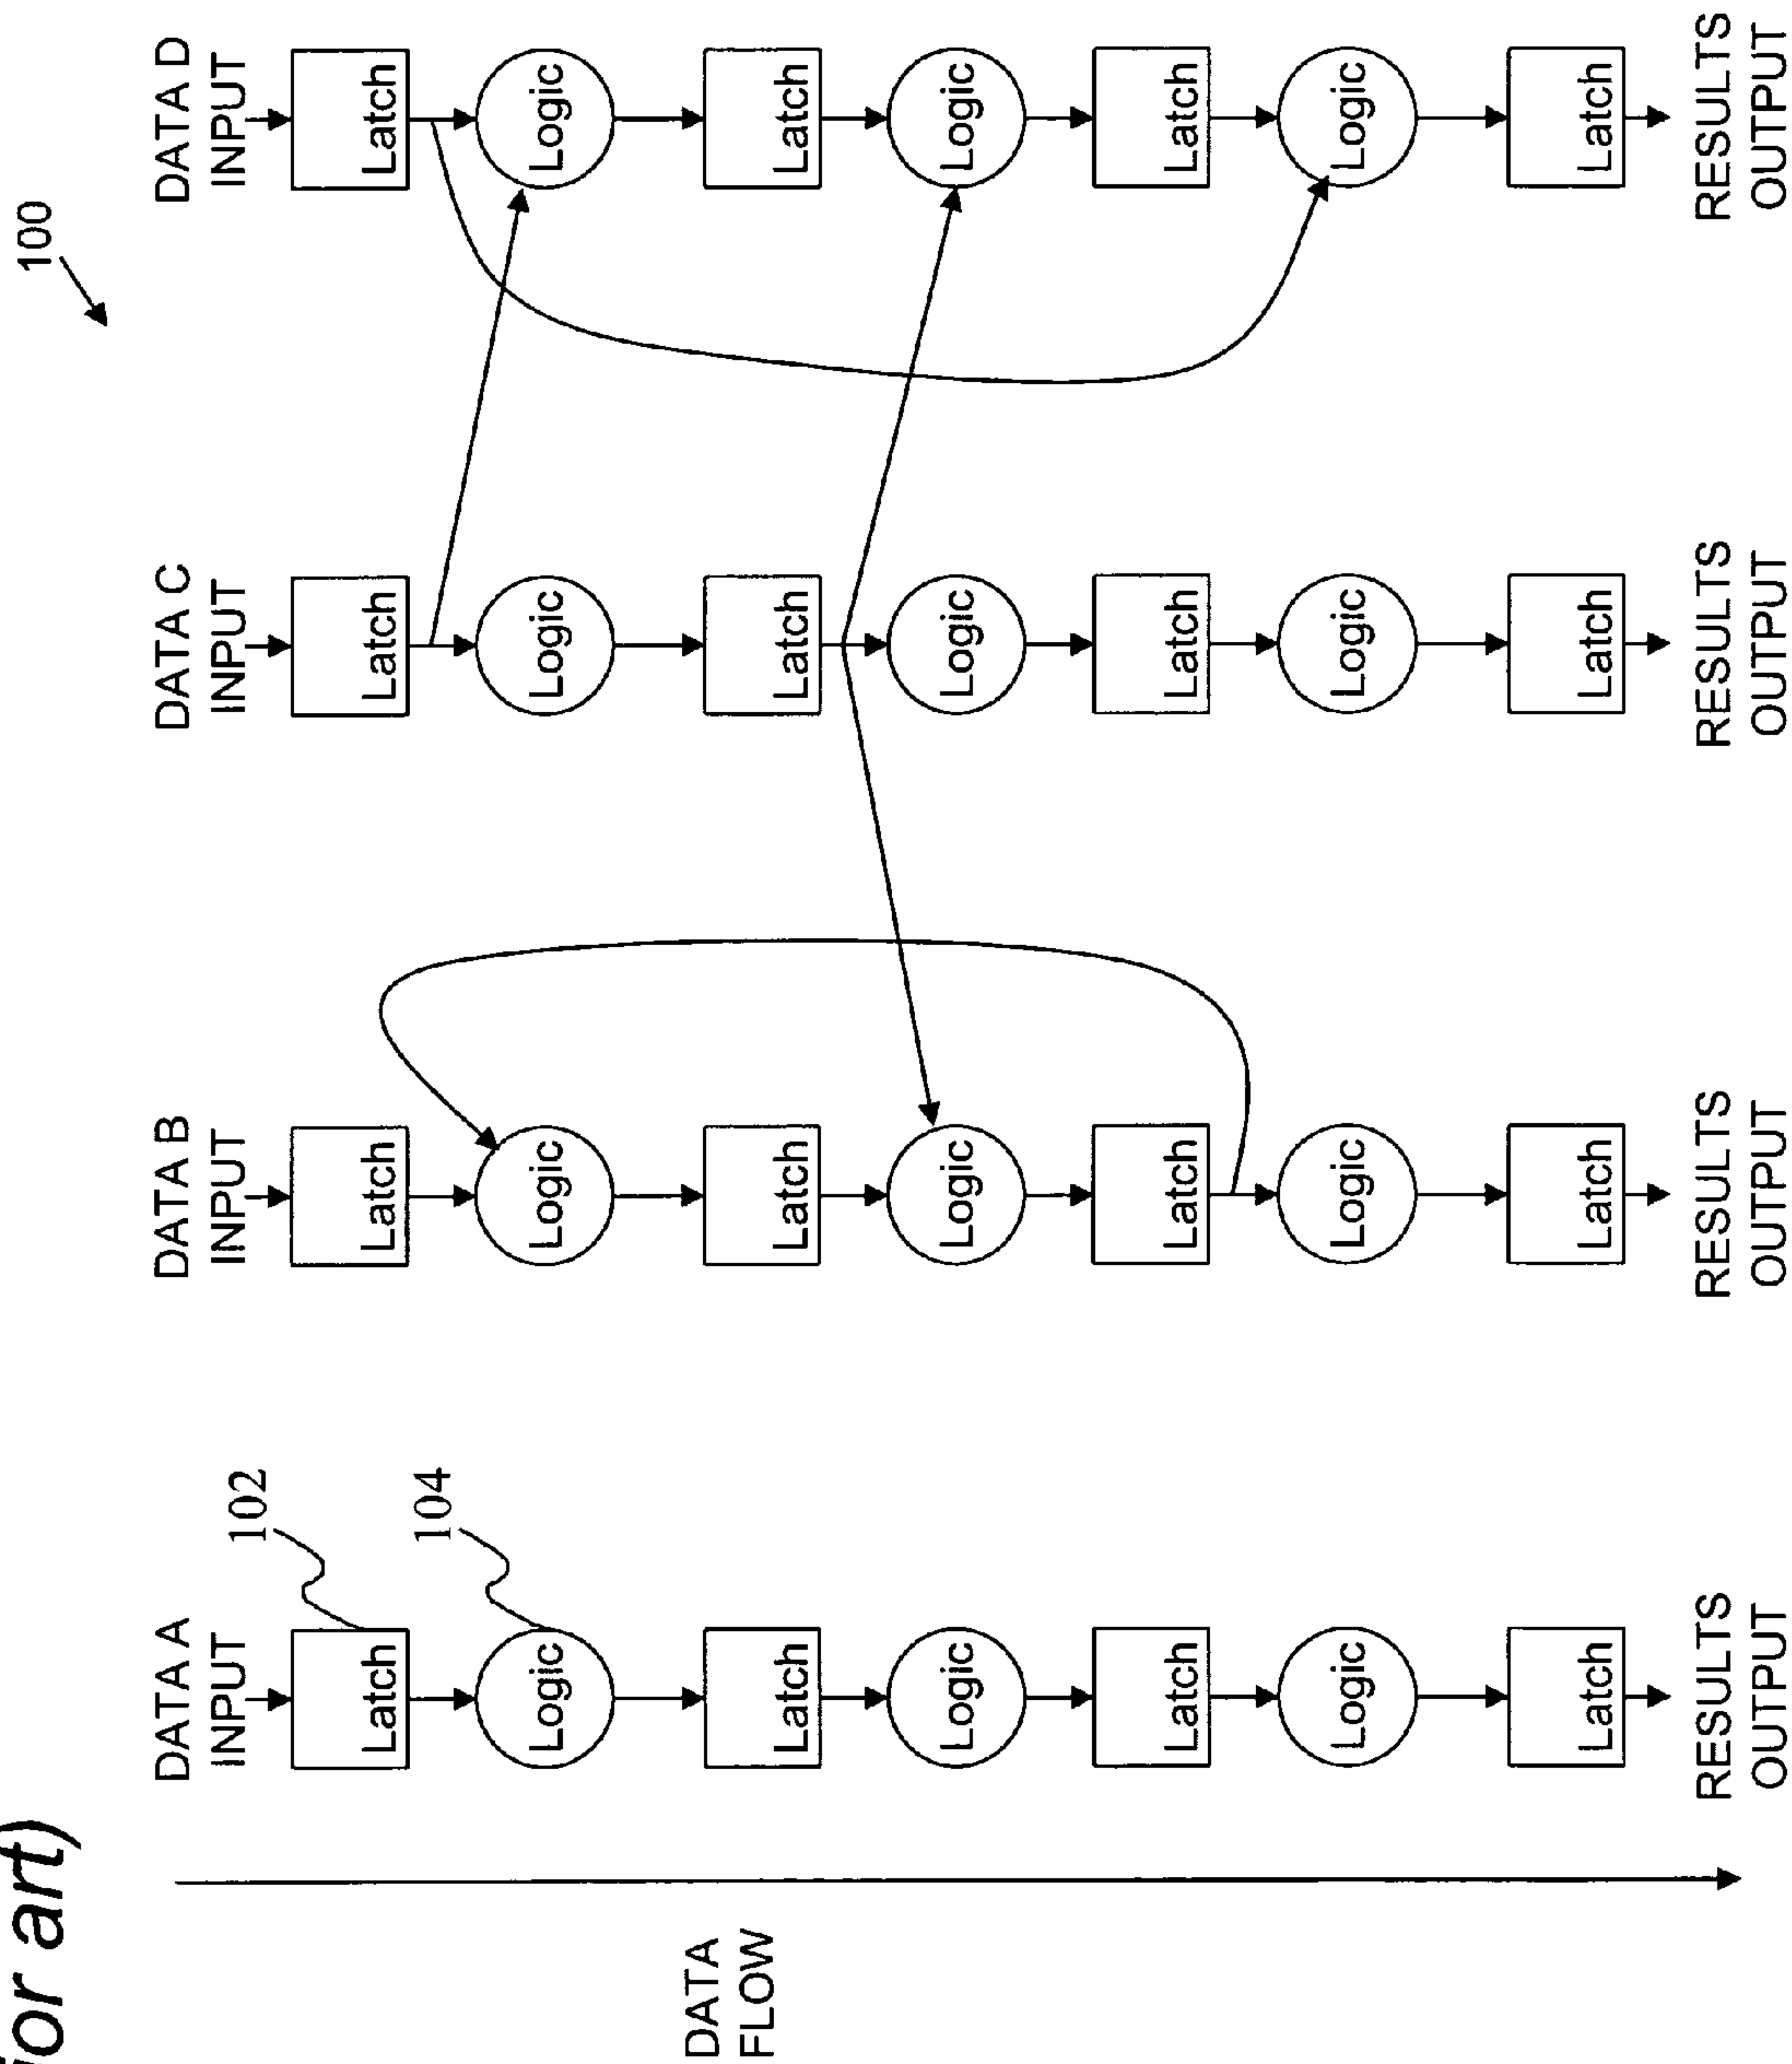 ior art)
100
DATA A INPUT
DATA B INPUT
DATA C INPUT
DATA D INPUT
102
Latch
Latch
Latch
Latch
104
Logic
Logic
Logic
Logic
DATA FLOW
Latch
Latch
Latch
Latch
Logic
Logic
Logic
Logic
Latch
Latch
Latch
Latch
Logic
Logic
Logic
Logic
Latch
Latch
Latch
Latch
RESULTS OUTPUT
RESULTS OUTPUT
RESULTS OUTPUT
RESULTS OUTPUT